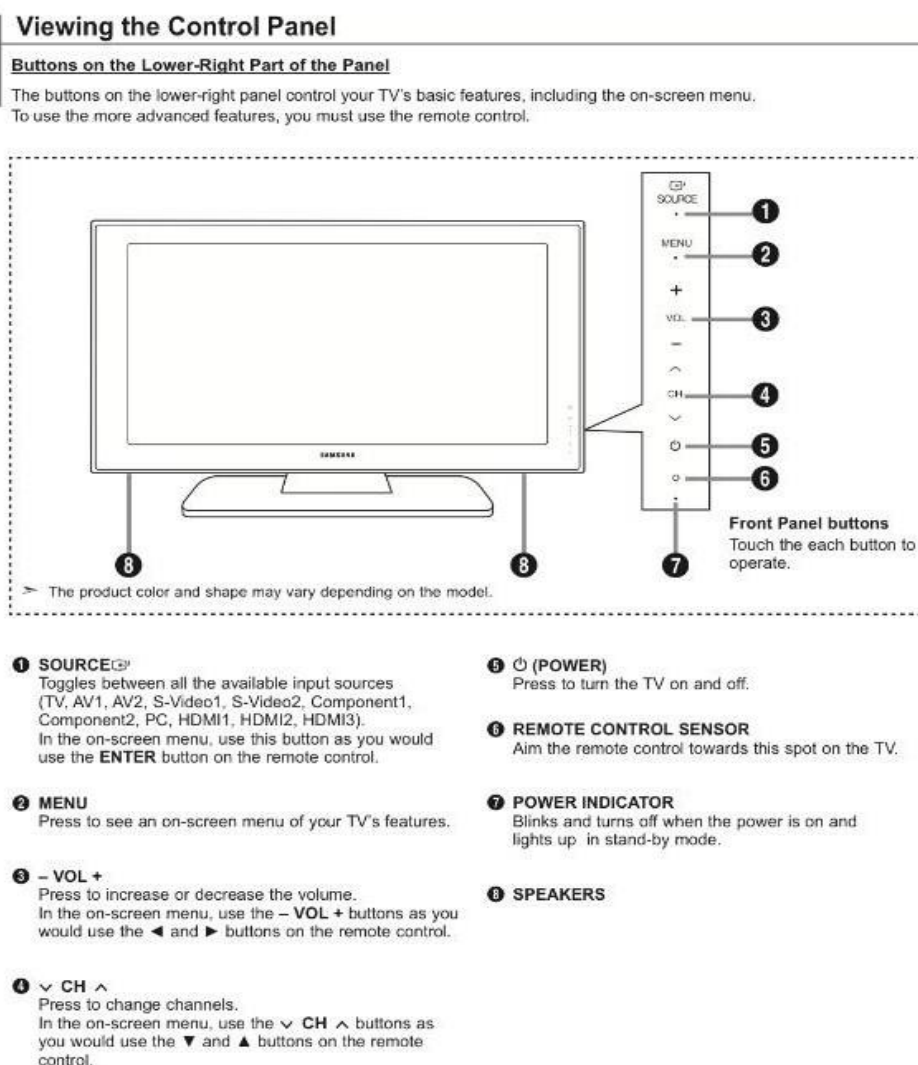 Viewing the Control Panel
Buttons on the Lower-Right Part of the Panel
The buttons on the lower-right panel control your TV's basic features, including the on-screen menu.
To use the more advanced features, you must use the remote control.
SOURCE
❶
MENU
❷
+
VOL
❸
−
︿
CH
❹
﹀
⏻
❺
❻
SAMSUNG
❽
❽
❼
Front Panel buttons
Touch the each button to
operate.
➣ The product color and shape may vary depending on the model.
❶ SOURCE
Toggles between all the available input sources
(TV, AV1, AV2, S-Video1, S-Video2, Component1,
Component2, PC, HDMI1, HDMI2, HDMI3).
In the on-screen menu, use this button as you would
use the ENTER button on the remote control.
❷ MENU
Press to see an on-screen menu of your TV's features.
❸ – VOL +
Press to increase or decrease the volume.
In the on-screen menu, use the – VOL + buttons as you
would use the ◄ and ► buttons on the remote control.
❹ ﹀ CH ︿
Press to change channels.
In the on-screen menu, use the ﹀ CH ︿ buttons as
you would use the ▼ and ▲ buttons on the remote
control.
❺ ⏻ (POWER)
Press to turn the TV on and off.
❻ REMOTE CONTROL SENSOR
Aim the remote control towards this spot on the TV.
❼ POWER INDICATOR
Blinks and turns off when the power is on and
lights up in stand-by mode.
❽ SPEAKERS